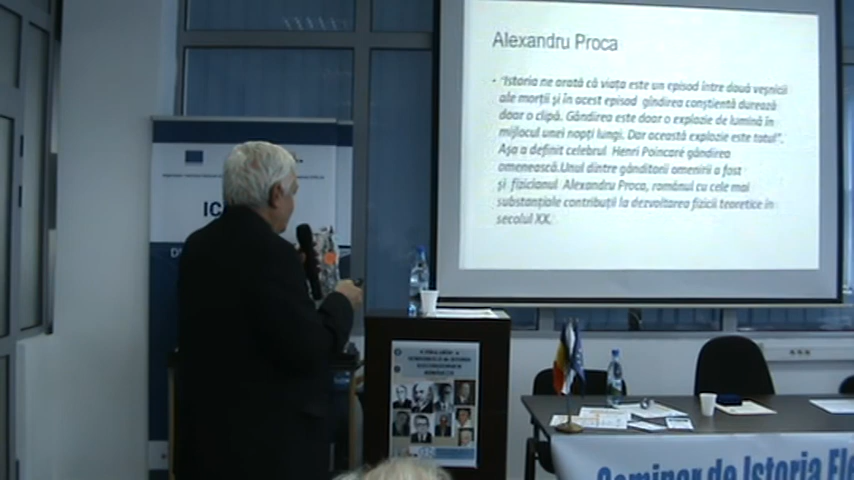 Alexandru Proca
• "Istoria ne arată că viața este un episod între două veșnicii
ale morții și în acest episod gîndirea conștientă durează
doar o clipă. Gândirea este doar o explozie de lumină în
mijlocul unei nopți lungi. Dar această explozie este totul".
Așa a definit celebrul Henri Poincaré gândirea
omenească.Unul dintre gânditorii omenirii a fost
și fizicianul Alexandru Proca, românul cu cele mai
substanțiale contribuții la dezvoltarea fizicii teoretice în
secolul XX.
IC
Seminar de Istoria Ele